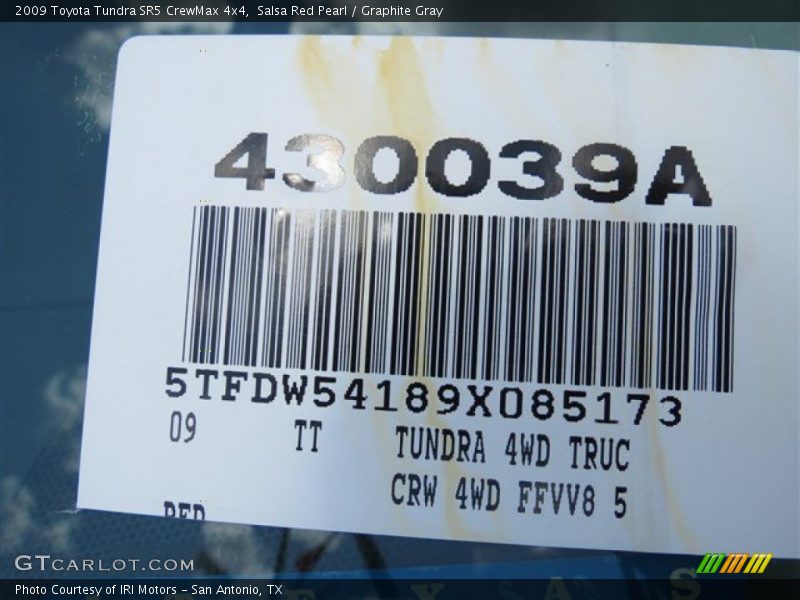 2009 Toyota Tundra SR5 CrewMax 4x4, Salsa Red Pearl / Graphite Gray
430039A
5TFDW54189X085173
09 TT TUNDRA 4WD TRUC
CRW 4WD FFVV8 5
RED
GTCARLOT.COM
Photo Courtesy of IRI Motors – San Antonio, TX